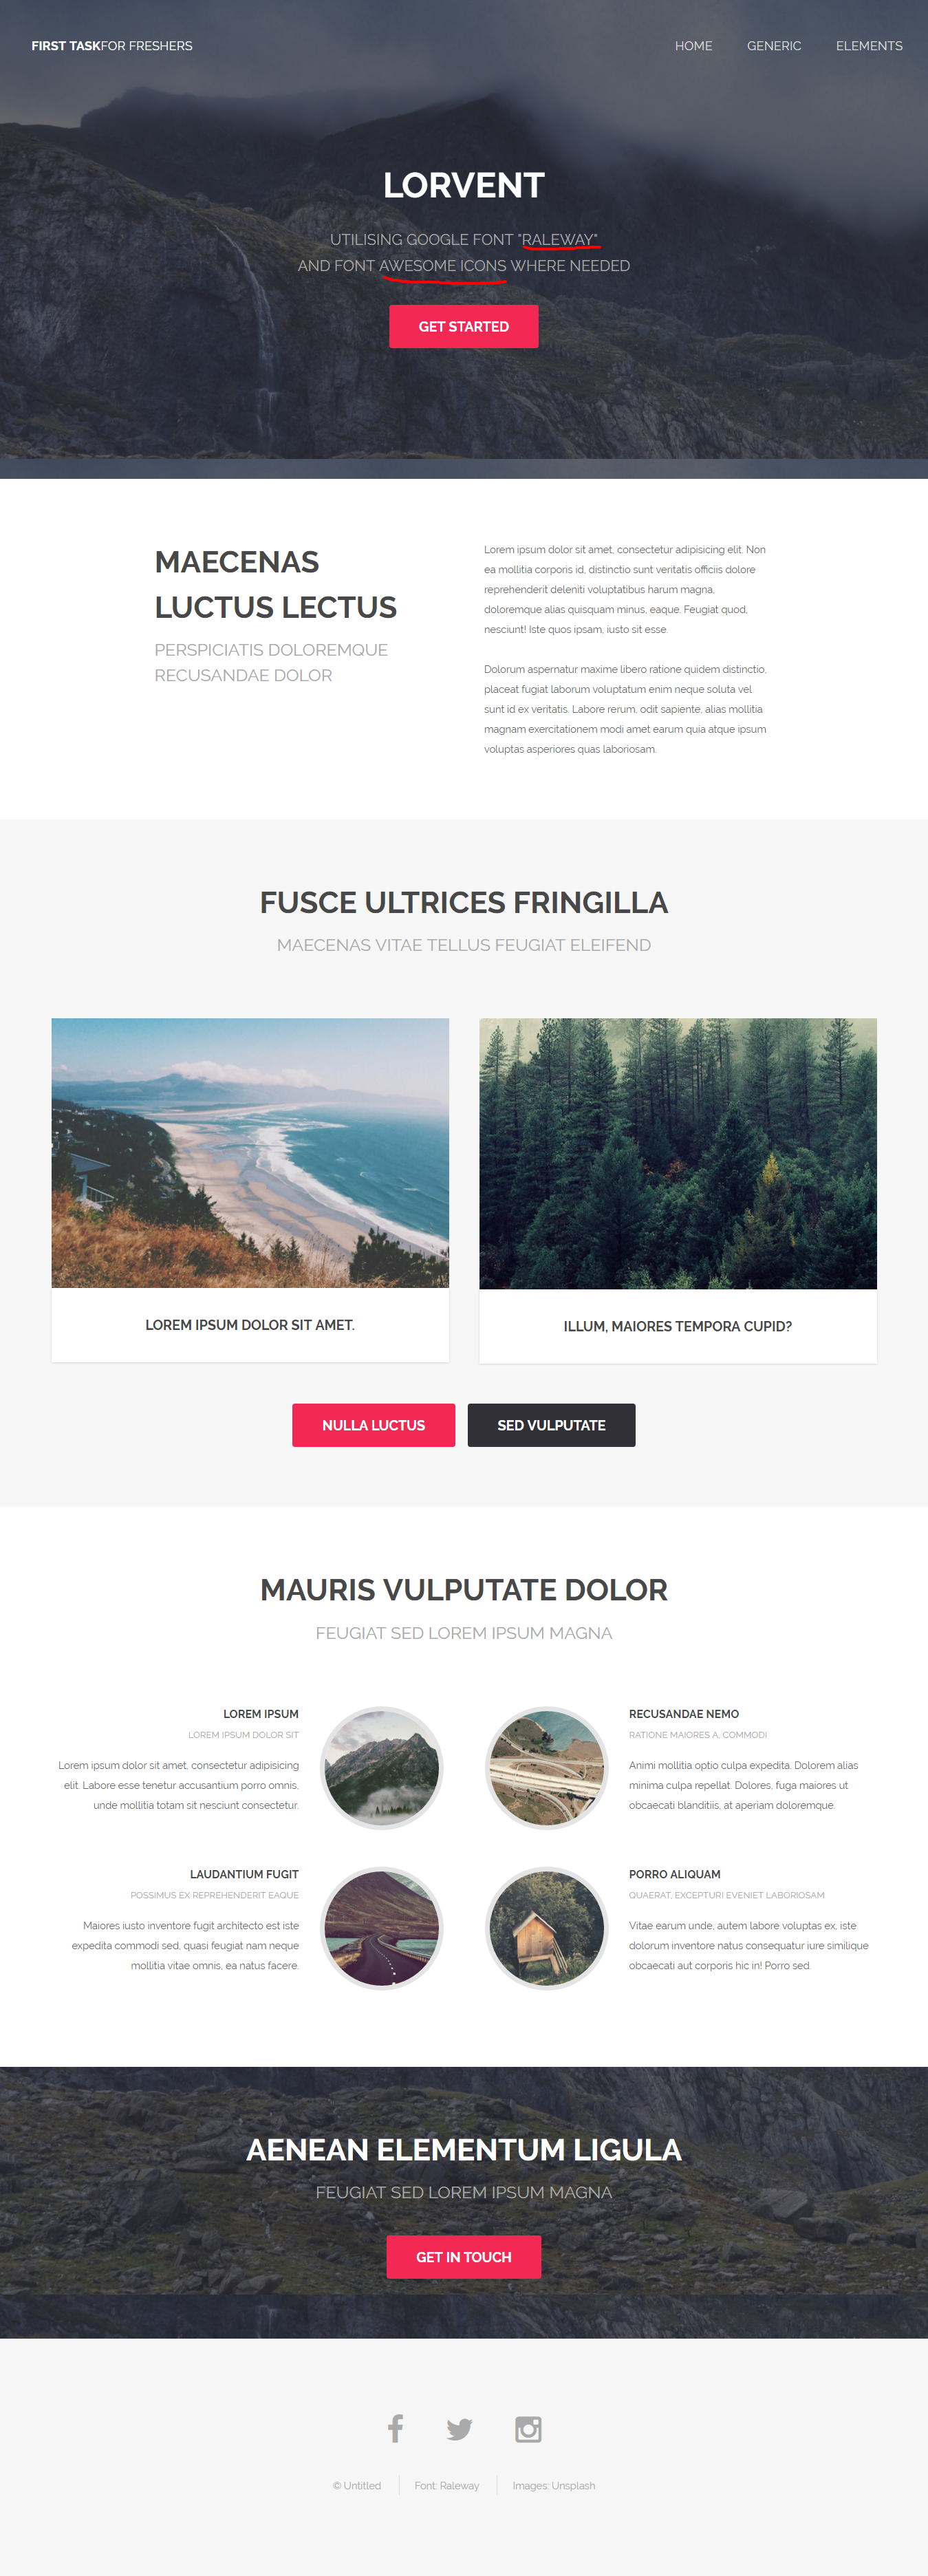 FIRST TASKFOR FRESHERS
HOME GENERIC ELEMENTS
LORVENT
UTILISING GOOGLE FONT "RALEWAY"
AND FONT AWESOME ICONS WHERE NEEDED
GET STARTED
MAECENAS
LUCTUS LECTUS
PERSPICIATIS DOLOREMQUE
RECUSANDAE DOLOR
Lorem ipsum dolor sit amet, consectetur adipisicing elit. Non
ea mollitia corporis id, distinctio sunt veritatis officiis dolore
reprehenderit deleniti voluptatibus harum magna,
doloremque alias quisquam minus, eaque. Feugiat quod,
nesciunt! Iste quos ipsam, iusto sit esse.
Dolorum aspernatur maxime libero ratione quidem distinctio,
placeat fugiat laborum voluptatum enim neque soluta vel
sunt id ex veritatis. Labore rerum, odit sapiente, alias mollitia
magnam exercitationem modi amet earum quia atque ipsum
voluptas asperiores quas laboriosam.
FUSCE ULTRICES FRINGILLA
MAECENAS VITAE TELLUS FEUGIAT ELEIFEND
LOREM IPSUM DOLOR SIT AMET.
ILLUM, MAIORES TEMPORA CUPID?
NULLA LUCTUS
SED VULPUTATE
MAURIS VULPUTATE DOLOR
FEUGIAT SED LOREM IPSUM MAGNA
LOREM IPSUM
LOREM IPSUM DOLOR SIT
Lorem ipsum dolor sit amet, consectetur adipisicing
elit. Labore esse tenetur accusantium porro omnis,
unde mollitia totam sit nesciunt consectetur.
RECUSANDAE NEMO
RATIONE MAIORES A, COMMODI
Animi mollitia optio culpa expedita. Dolorem alias
minima culpa repellat. Dolores, fuga maiores ut
obcaecati blanditiis, at aperiam doloremque.
LAUDANTIUM FUGIT
POSSIMUS EX REPREHENDERIT EAQUE
Maiores iusto inventore fugit architecto est iste
expedita commodi sed, quasi feugiat nam neque
mollitia vitae omnis, ea natus facere.
PORRO ALIQUAM
QUAERAT, EXCEPTURI EVENIET LABORIOSAM
Vitae earum unde, autem labore voluptas ex, iste
dolorum inventore natus consequatur iure similique
obcaecati aut corporis hic in! Porro sed.
AENEAN ELEMENTUM LIGULA
FEUGIAT SED LOREM IPSUM MAGNA
GET IN TOUCH
© Untitled
Font: Raleway
Images: Unsplash